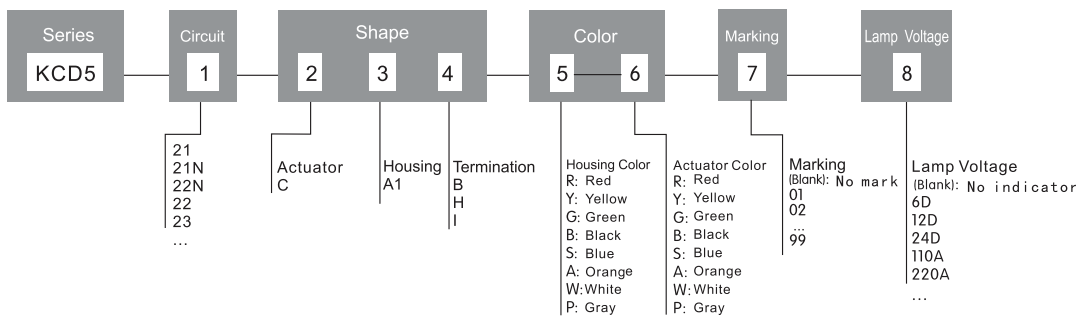 Series
Circuit
Shape
Color
Marking
Lamp Voltage
KCD5
1
2
3
4
5
6
7
8
21
21N
22N
22
23
...
Actuator
C
Housing
A1
Termination
B
H
I
Housing Color
R: Red
Y: Yellow
G: Green
B: Black
S: Blue
A: Orange
W:White
P: Gray
Actuator Color
R: Red
Y: Yellow
G: Green
B: Black
S: Blue
A: Orange
W: White
P: Gray
Marking
(Blank): No mark
01
02
...
99
Lamp Voltage
(Blank): No indicator
6D
12D
24D
110A
220A
...